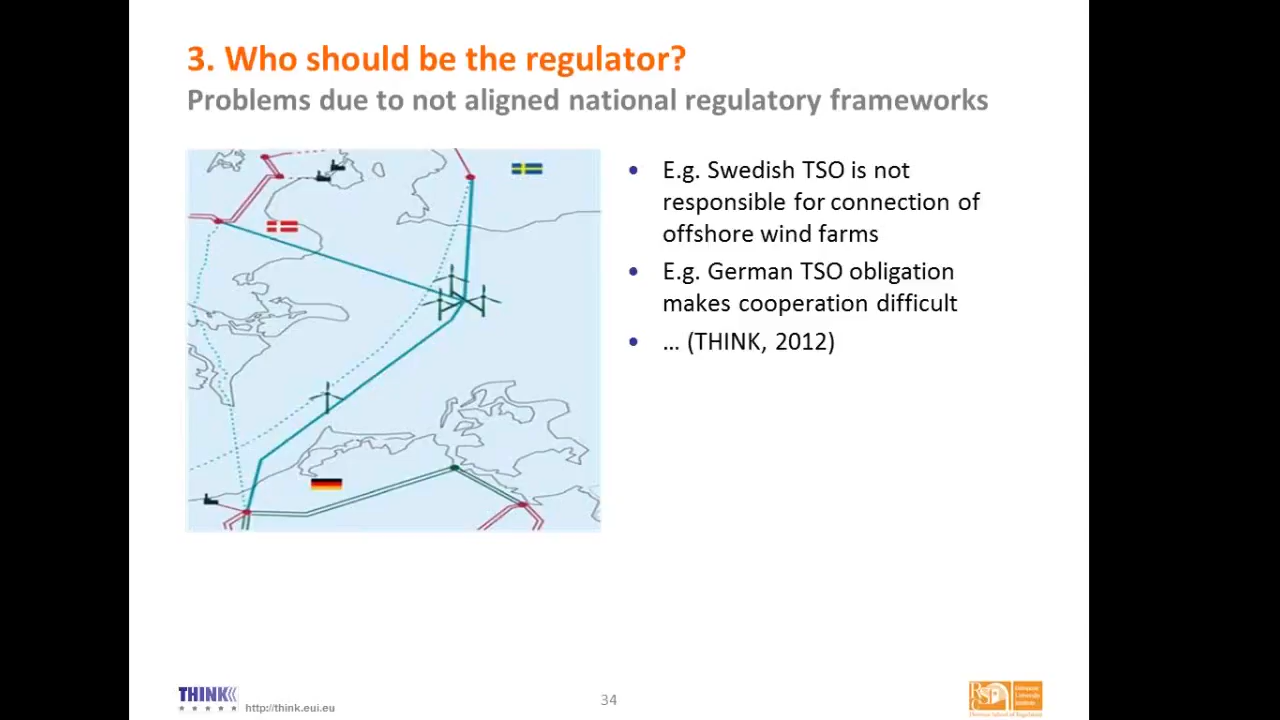 3. Who should be the regulator?
Problems due to not aligned national regulatory frameworks
• E.g. Swedish TSO is not
responsible for connection of
offshore wind farms
• E.g. German TSO obligation
makes cooperation difficult
• … (THINK, 2012)
THINK
http://think.eui.eu
34